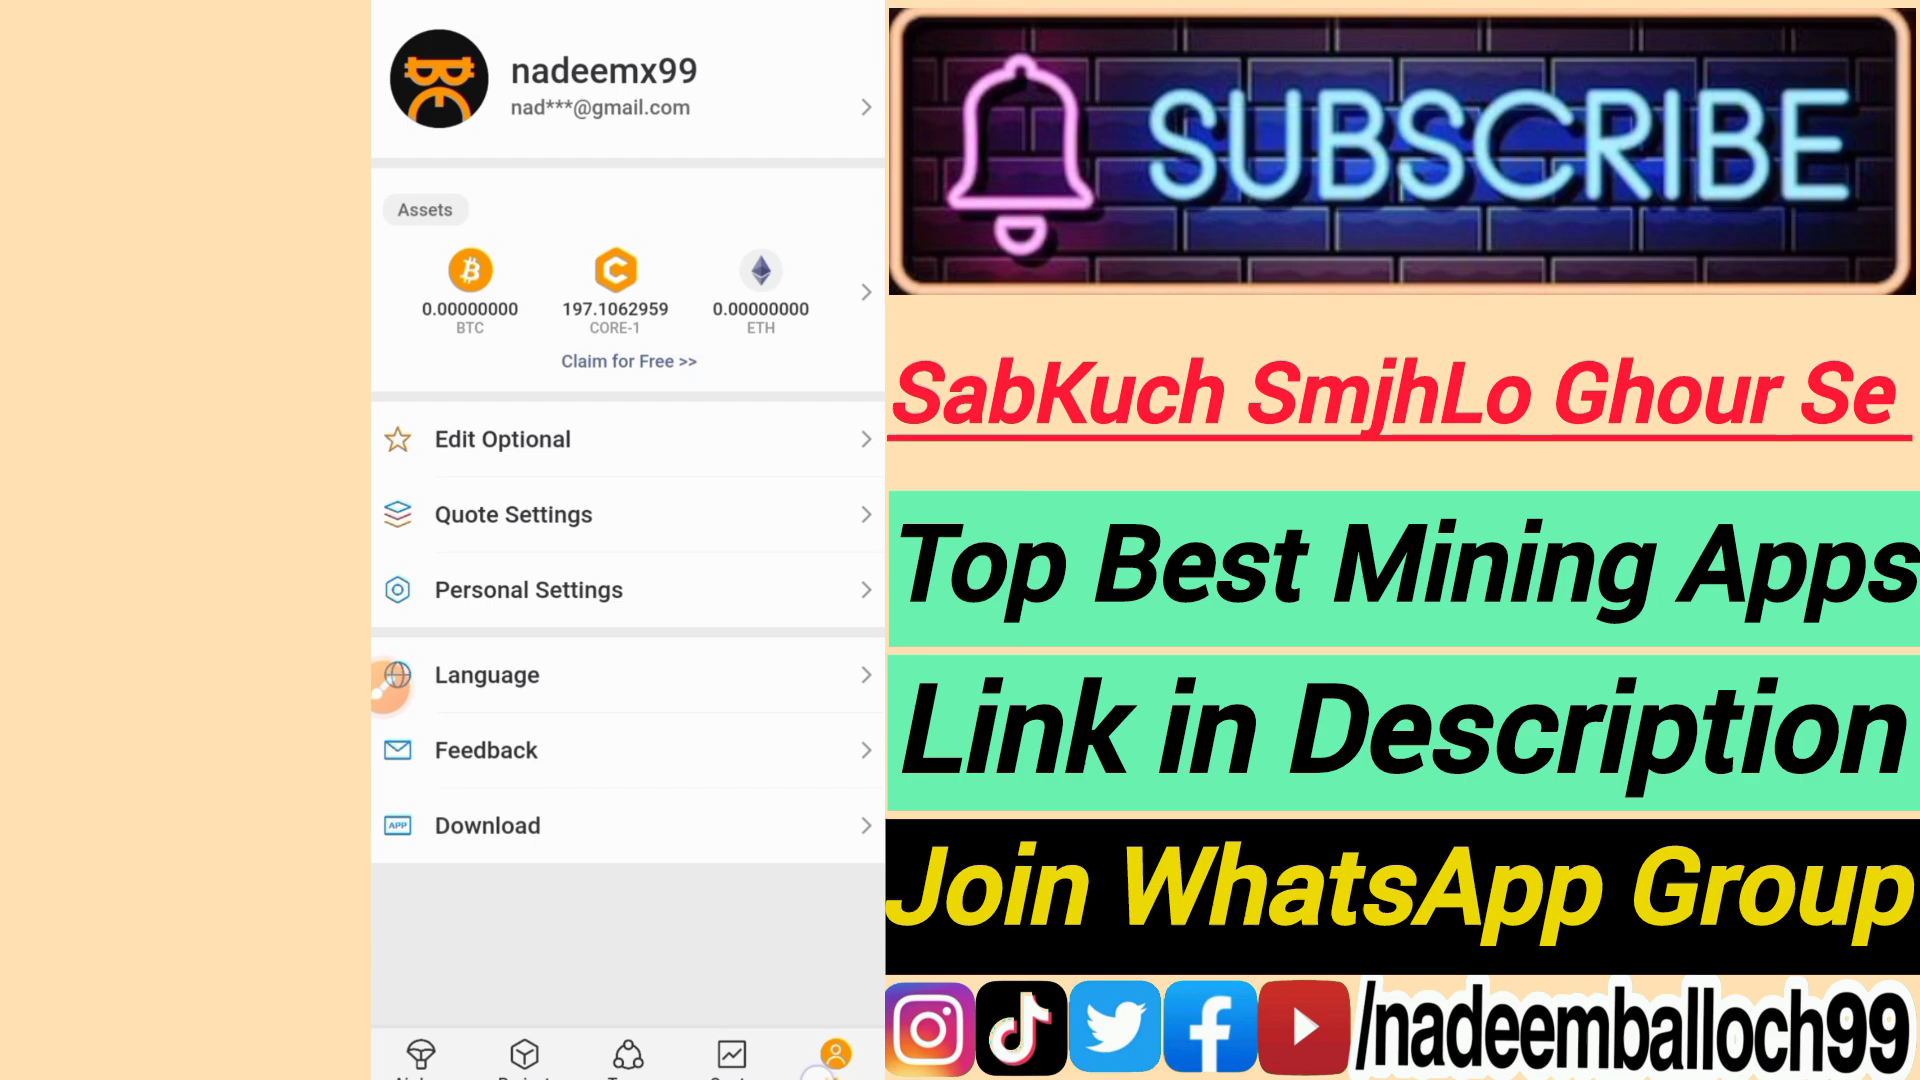 nadeemx99
nad***@gmail.com
Assets
0.00000000 197.1062959 0.00000000
BTC CORE-1 ETH
Claim for Free >>
Edit Optional
Quote Settings
Personal Settings
Language
Feedback
APP Download
SUBSCRIBE
SabKuch SmjhLo Ghour Se
Top Best Mining Apps
Link in Description
Join WhatsApp Group
/nadeemballoch99